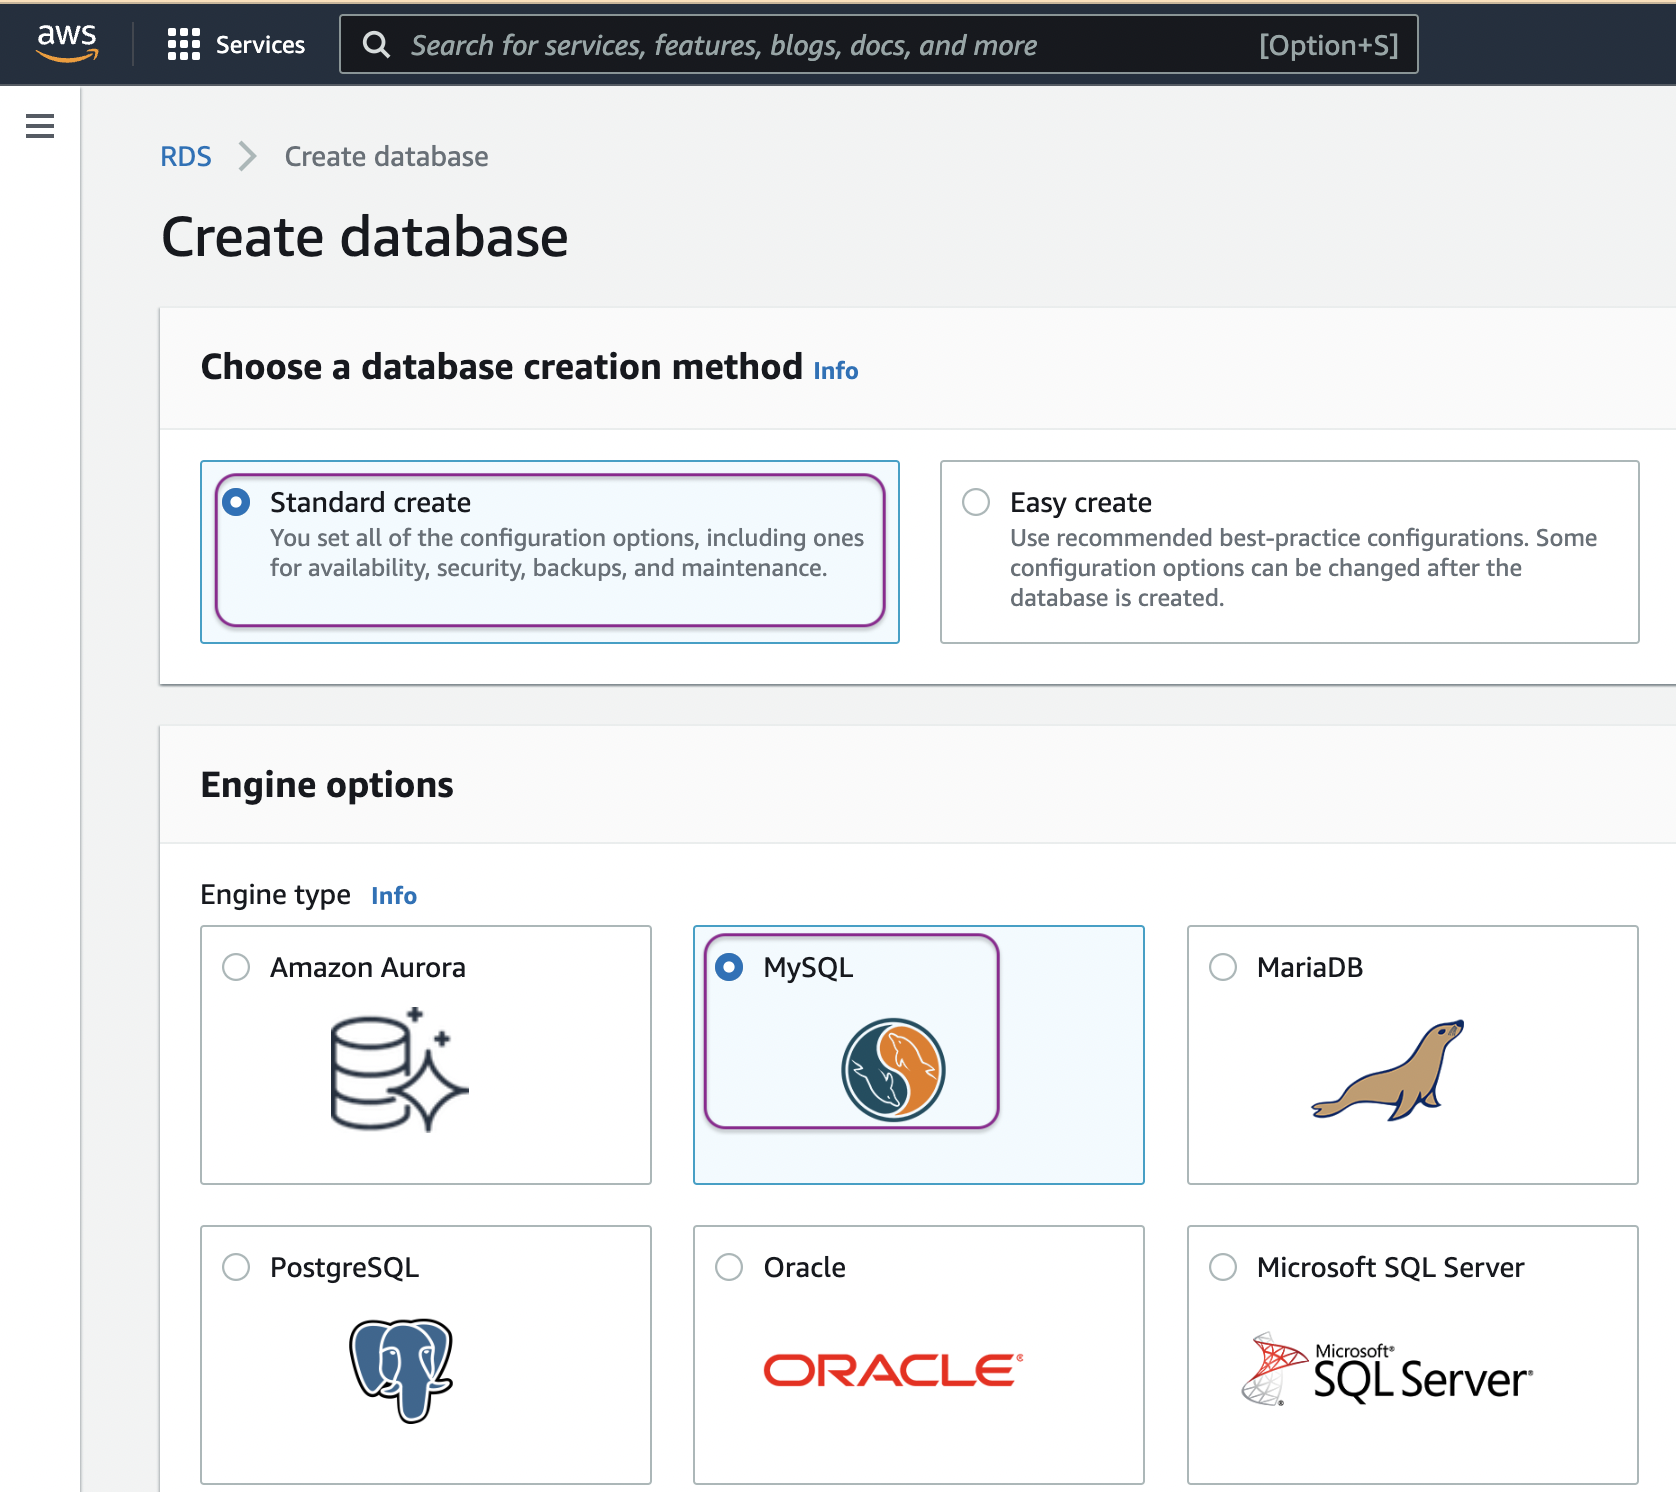 aws
Services
Search for services, features, blogs, docs, and more
[Option+S]
RDS
Create database
Create database
Choose a database creation method Info
Standard create
You set all of the configuration options, including ones
for availability, security, backups, and maintenance.
Easy create
Use recommended best-practice configurations. Some
configuration options can be changed after the
database is created.
Engine options
Engine type Info
Amazon Aurora
MySQL
MariaDB
PostgreSQL
Oracle
ORACLE®
Microsoft SQL Server
Microsoft®
SQL Server®